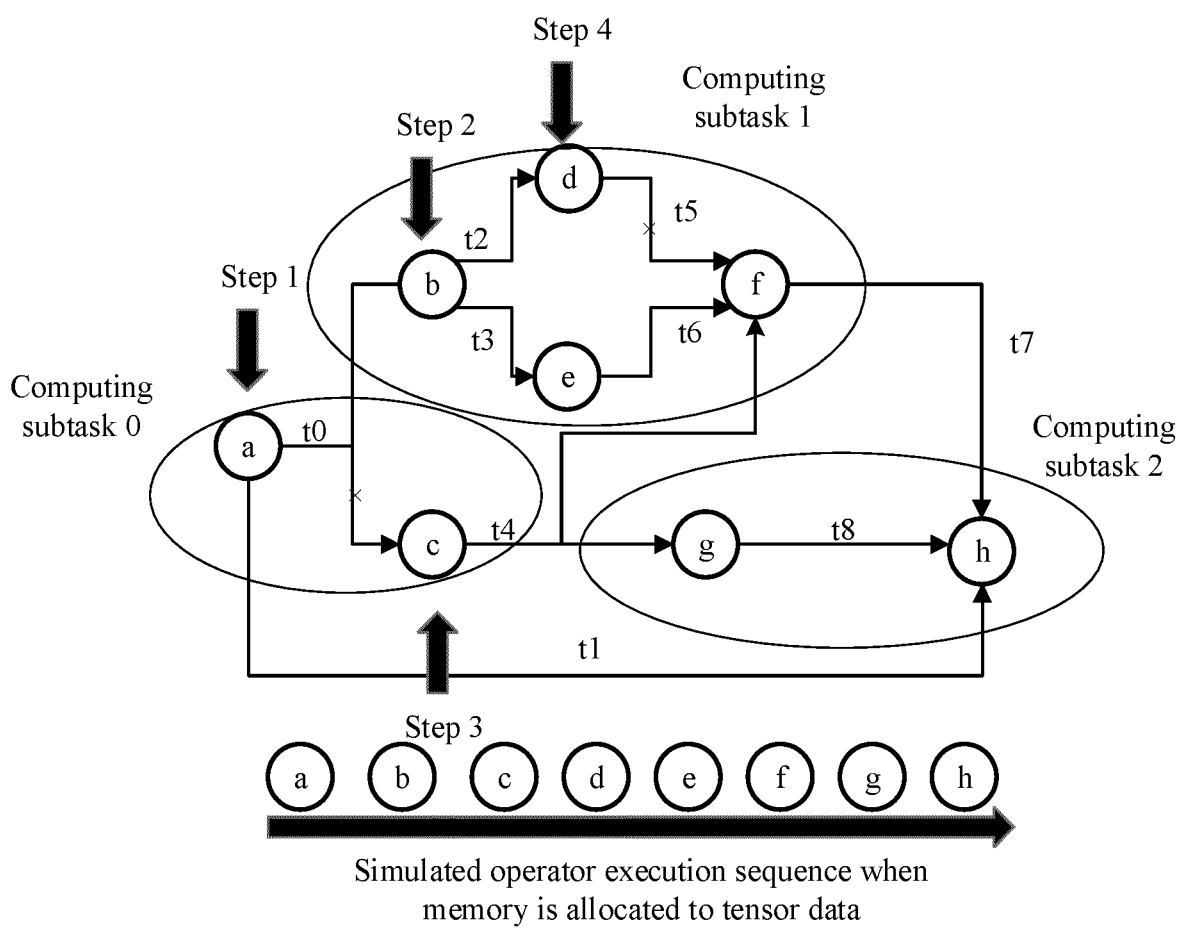 Step 4
Computing
subtask 1
Step 2
d
t5
t2
Step 1
b
f
t3
t6
t7
e
Computing
subtask 0
a
t0
Computing
subtask 2
c
t4
g
t8
h
t1
Step 3
a b c d e f g h
Simulated operator execution sequence when
memory is allocated to tensor data